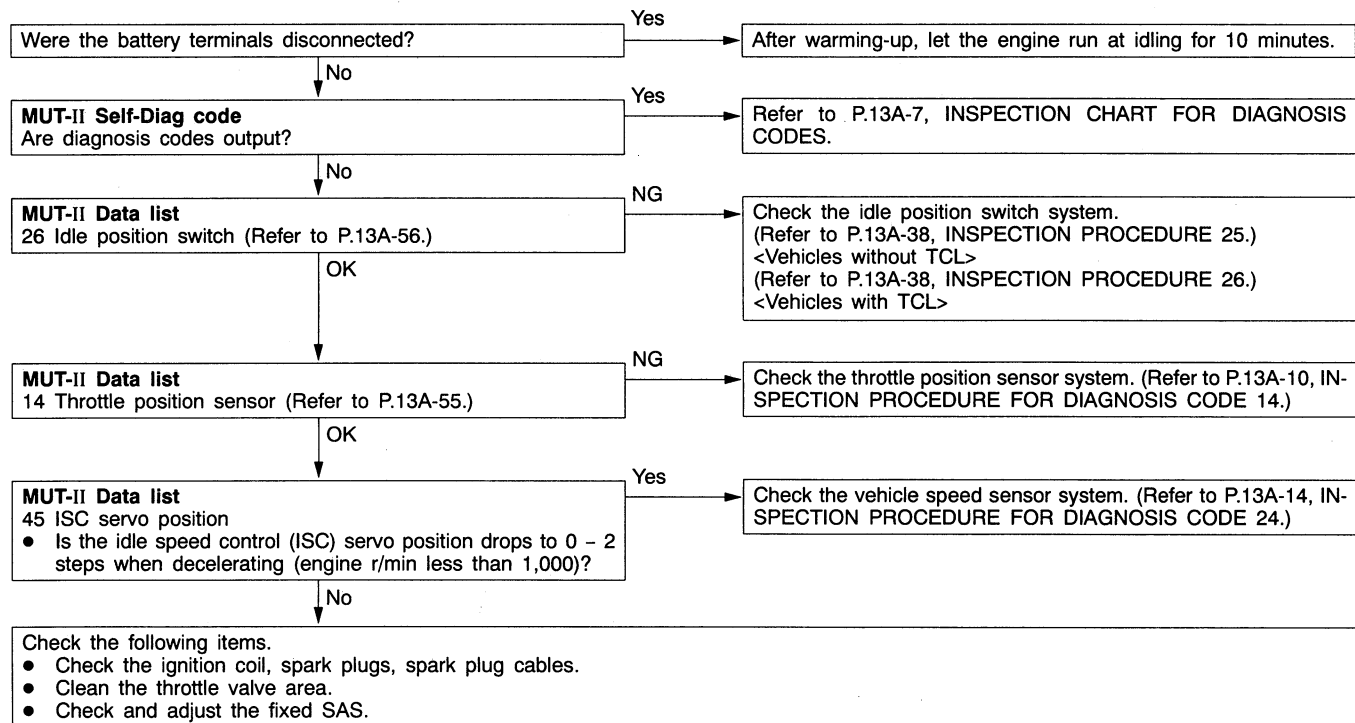 Were the battery terminals disconnected?
Yes
After warming-up, let the engine run at idling for 10 minutes.
No
MUT-II Self-Diag code
Are diagnosis codes output?
Yes
Refer to P.13A-7, INSPECTION CHART FOR DIAGNOSIS
CODES.
No
MUT-II Data list
26 Idle position switch (Refer to P.13A-56.)
NG
Check the idle position switch system.
(Refer to P.13A-38, INSPECTION PROCEDURE 25.)
<Vehicles without TCL>
(Refer to P.13A-38, INSPECTION PROCEDURE 26.)
<Vehicles with TCL>
OK
MUT-II Data list
14 Throttle position sensor (Refer to P.13A-55.)
NG
Check the throttle position sensor system. (Refer to P.13A-10, IN-
SPECTION PROCEDURE FOR DIAGNOSIS CODE 14.)
OK
MUT-II Data list
45 ISC servo position
● Is the idle speed control (ISC) servo position drops to 0 – 2
steps when decelerating (engine r/min less than 1,000)?
Yes
Check the vehicle speed sensor system. (Refer to P.13A-14, IN-
SPECTION PROCEDURE FOR DIAGNOSIS CODE 24.)
No
Check the following items.
● Check the ignition coil, spark plugs, spark plug cables.
● Clean the throttle valve area.
● Check and adjust the fixed SAS.